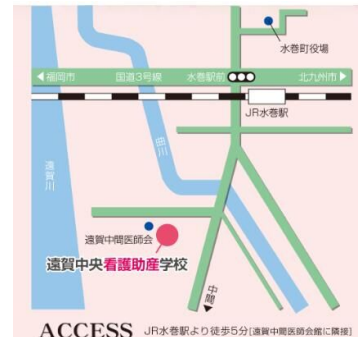 水巻町役場
◀福岡市 国道3号線 水巻駅前 北九州市▶
JR水巻駅
曲川
遠賀川
遠賀中間医師会
遠賀中央看護助産学校
中間▼
ACCESS JR水巻駅より徒歩5分[遠賀中間医師会館に隣接]